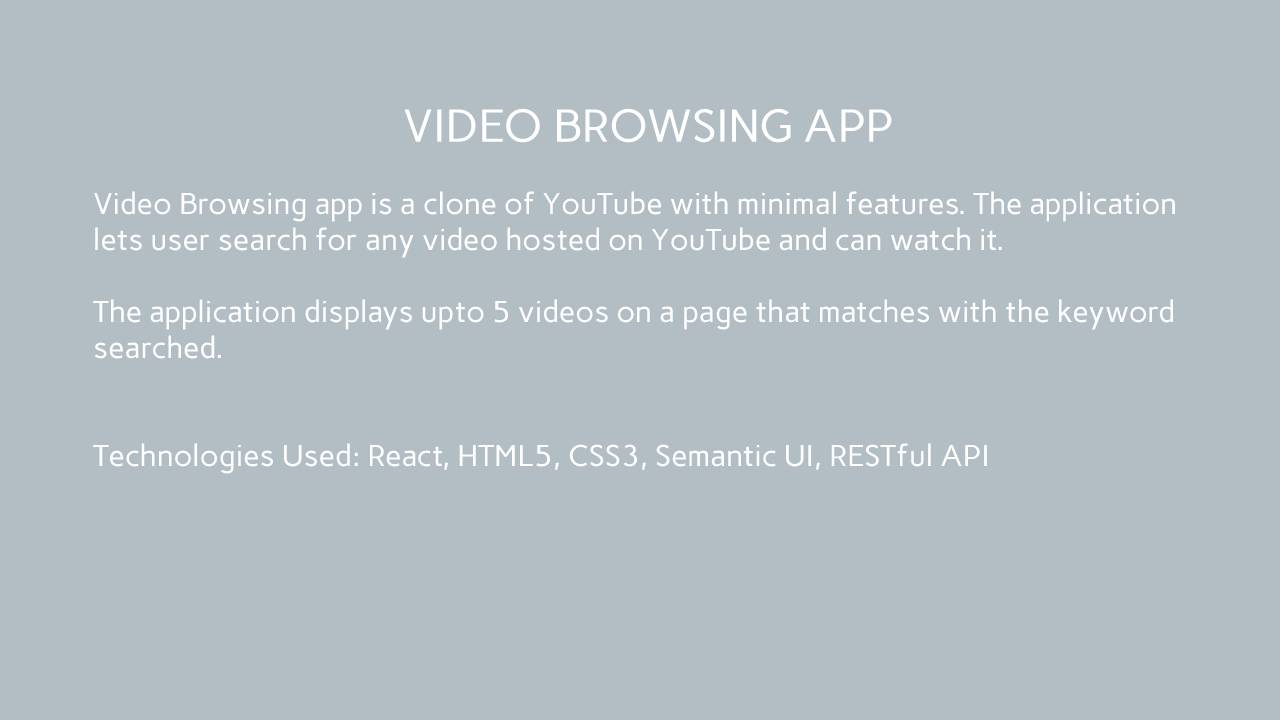 VIDEO BROWSING APP
Video Browsing app is a clone of YouTube with minimal features. The application
lets user search for any video hosted on YouTube and can watch it.
The application displays upto 5 videos on a page that matches with the keyword
searched.
Technologies Used: React, HTML5, CSS3, Semantic UI, RESTful API